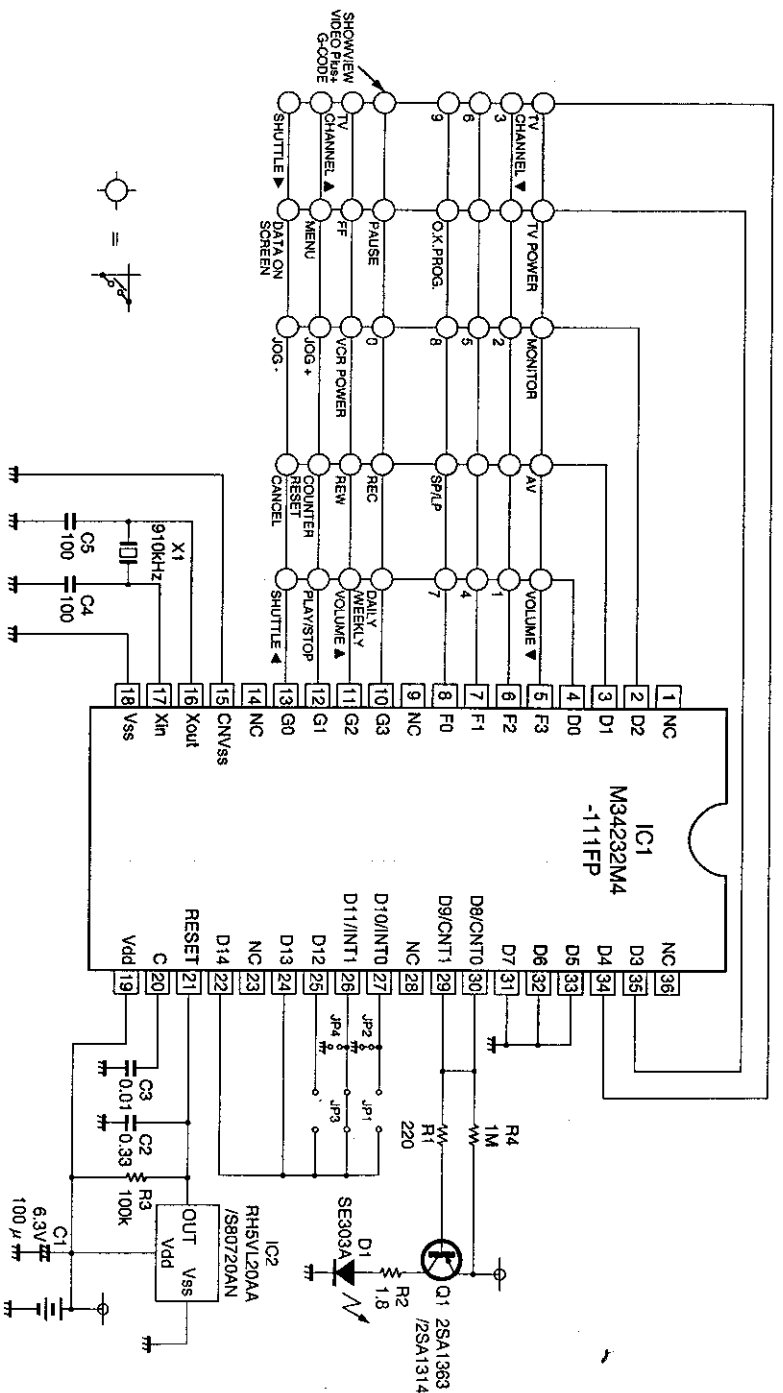 SHOWVIEW
VIDEO Plus+
G-CODE
TV
CHANNEL ▼
TV POWER
MONITOR
AV
VOLUME ▼
3
2
1
6
5
4
9
O.K.PROG.
8
SP/LP
7
PAUSE
0
REC
DAILY
/WEEKLY
TV
CHANNEL ▲
FF
VCR POWER
REW
VOLUME ▲
MENU
JOG +
COUNTER
RESET
PLAY/STOP
SHUTTLE ►
DATA ON
SCREEN
JOG -
CANCEL
SHUTTLE ◄
=
X1
910kHz
C5
100
C4
100
IC1
M34232M4
-111FP
1 NC
2 D2
3 D1
4 D0
5 F3
6 F2
7 F1
8 F0
9 NC
10 G3
11 G2
12 G1
13 G0
14 NC
15 CNVss
16 Xout
17 Xin
18 Vss
NC 36
D3 35
D4 34
D5 33
D6 32
D7 31
D8/CNT0 30
D9/CNT1 29
NC 28
D10/INT0 27
D11/INT1 26
D12 25
D13 24
NC 23
D14 22
RESET 21
C 20
Vdd 19
R4
1M
R1
220
Q1 2SA1363
/2SA1314
R2
1.8
D1
SE303A
JP2
JP1
JP4
JP3
C3
0.01
C2
0.33
R3
100k
IC2
RH5VL20AA
/S80720AN
OUT
Vss
Vdd
C1
6.3V
100μ